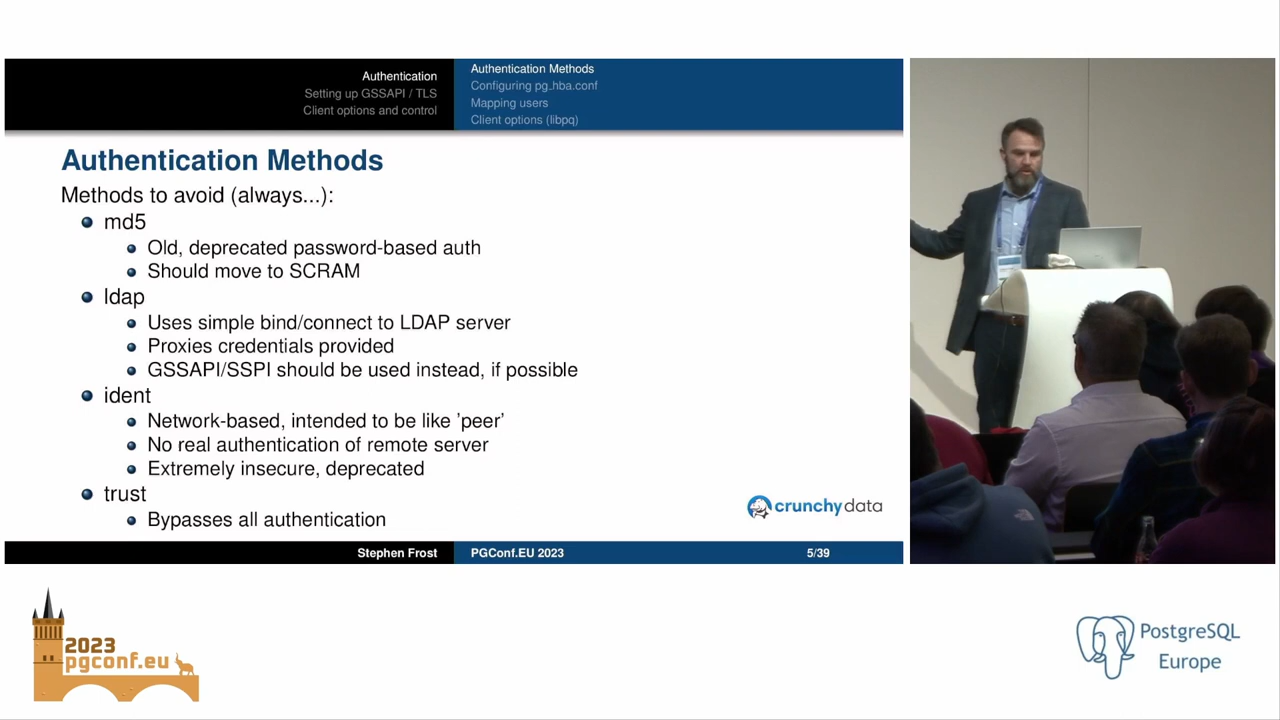 Authentication
Setting up GSSAPI / TLS
Client options and control
Authentication Methods
Configuring pg_hba.conf
Mapping users
Client options (libpq)
Authentication Methods
Methods to avoid (always...):
md5
Old, deprecated password-based auth
Should move to SCRAM
ldap
Uses simple bind/connect to LDAP server
Proxies credentials provided
GSSAPI/SSPI should be used instead, if possible
ident
Network-based, intended to be like 'peer'
No real authentication of remote server
Extremely insecure, deprecated
trust
Bypasses all authentication
crunchydata
Stephen Frost
PGConf.EU 2023
5/39
2023
pgconf.eu
PostgreSQL
Europe